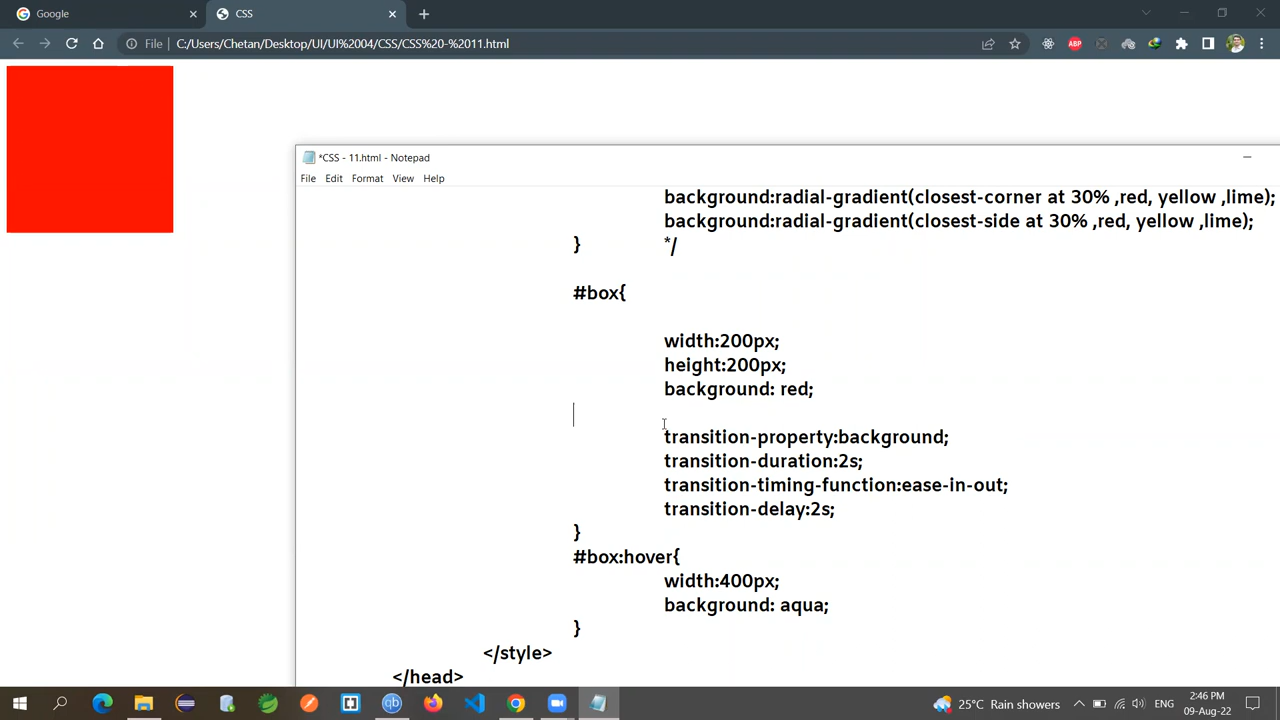 Google
CSS
File
C:/Users/Chetan/Desktop/UI/UI%2004/CSS/CSS%20-%2011.html
ABP
*CSS - 11.html - Notepad
File Edit Format View Help
background:radial-gradient(closest-corner at 30% ,red, yellow ,lime);
background:radial-gradient(closest-side at 30% ,red, yellow ,lime);
} */
#box{
width:200px;
height:200px;
background: red;
transition-property:background;
transition-duration:2s;
transition-timing-function:ease-in-out;
transition-delay:2s;
}
#box:hover{
width:400px;
background: aqua;
}
</style>
</head>
qb
25°C Rain showers
ENG
2:46 PM
09-Aug-22